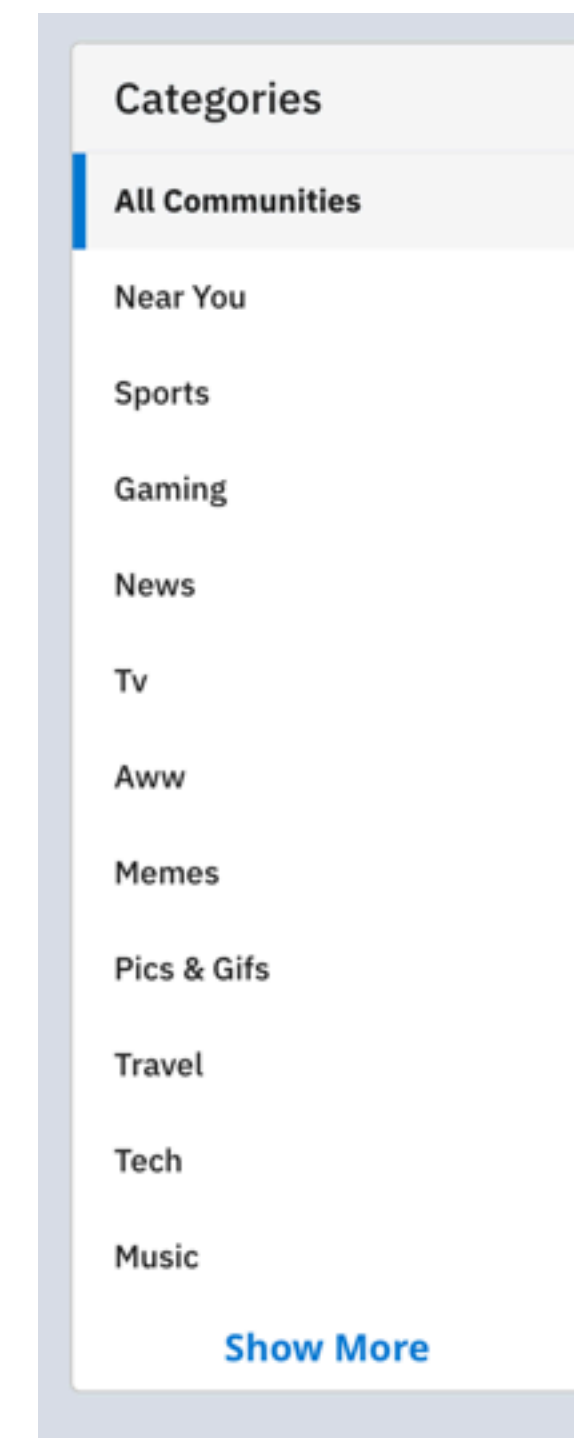 Categories
All Communities
Near You
Sports
Gaming
News
Tv
Aww
Memes
Pics & Gifs
Travel
Tech
Music
Show More